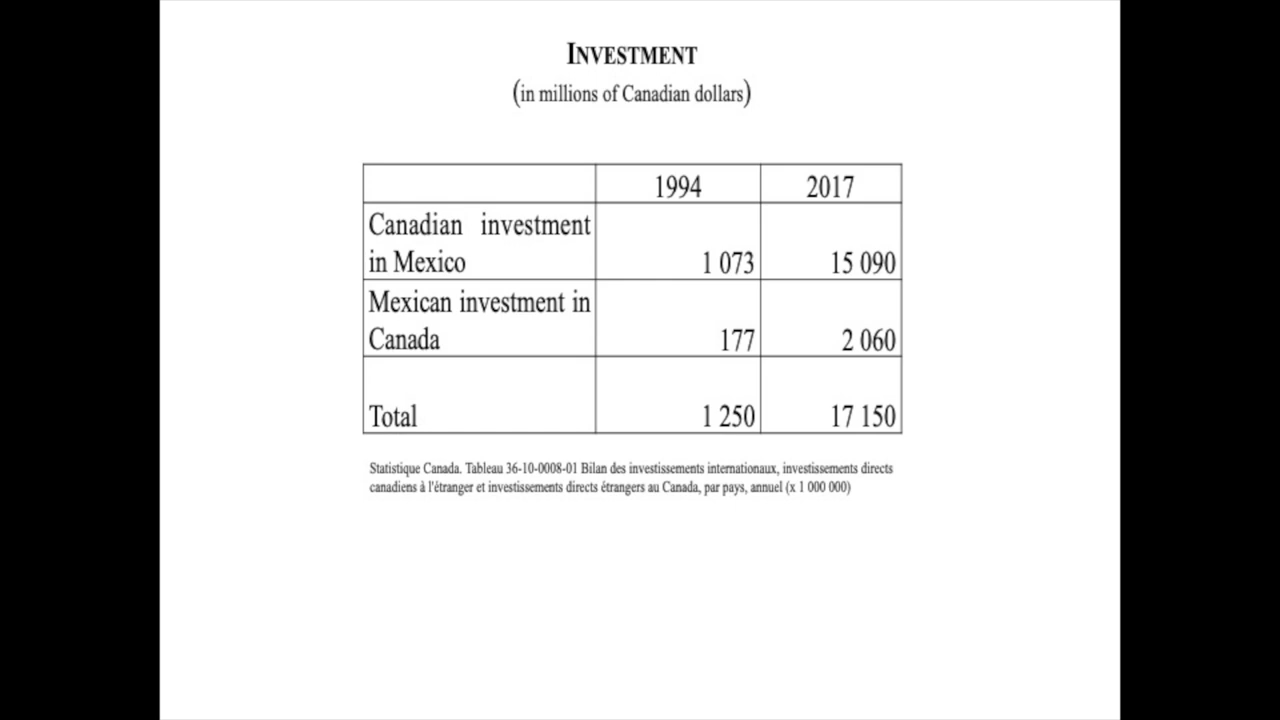 INVESTMENT
(in millions of Canadian dollars)
1994 2017
Canadian investment
in Mexico 1 073 15 090
Mexican investment in
Canada 177 2 060
Total 1 250 17 150
Statistique Canada. Tableau 36-10-0008-01 Bilan des investissements internationaux, investissements directs
canadiens à l'étranger et investissements directs étrangers au Canada, par pays, annuel (x 1 000 000)